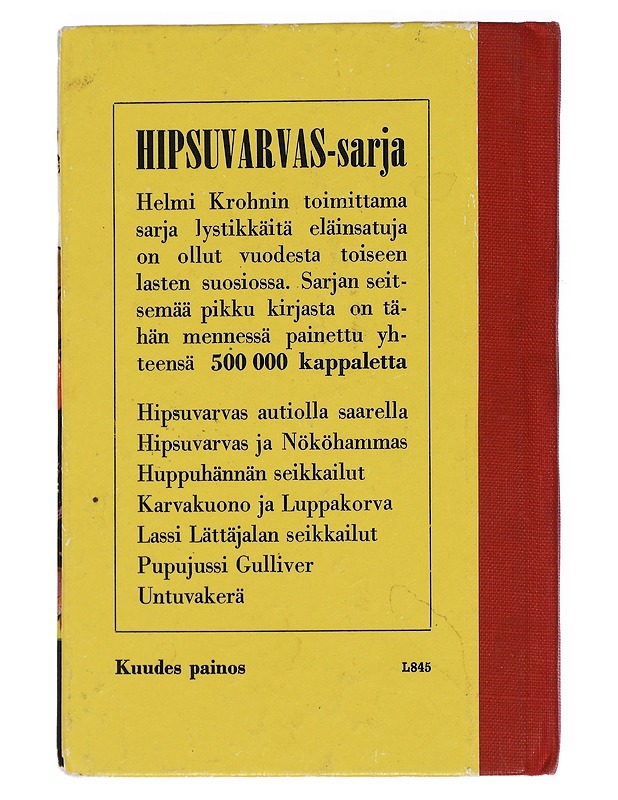 HIPSUVARVAS-sarja
Helmi Krohnin toimittama
sarja lystikkäitä eläinsatuja
on ollut vuodesta toiseen
lasten suosiossa. Sarjan seit-
semää pikku kirjasta on tä-
hän mennessä painettu yh-
teensä 500 000 kappaletta
Hipsuvarvas autiolla saarella
Hipsuvarvas ja Nököhammas
Huppuhännän seikkailut
Karvakuono ja Luppakorva
Lassi Lättäjalan seikkailut
Pupujussi Gulliver
Untuvakerä
Kuudes painos
L845